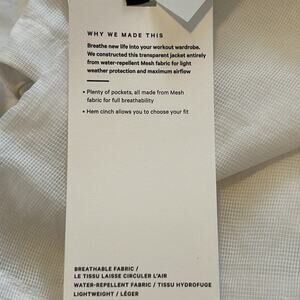 WHY WE MADE THIS
Breathe new life into your workout wardrobe.
We constructed this transparent jacket entirely
from water-repellent Mesh fabric for light
weather protection and maximum airflow
• Plenty of pockets, all made from Mesh
fabric for full breathability
• Hem cinch allows you to choose your fit
BREATHABLE FABRIC /
LE TISSU LAISSE CIRCULER L'AIR
WATER-REPELLENT FABRIC / TISSU HYDROFUGE
LIGHTWEIGHT / LÉGER